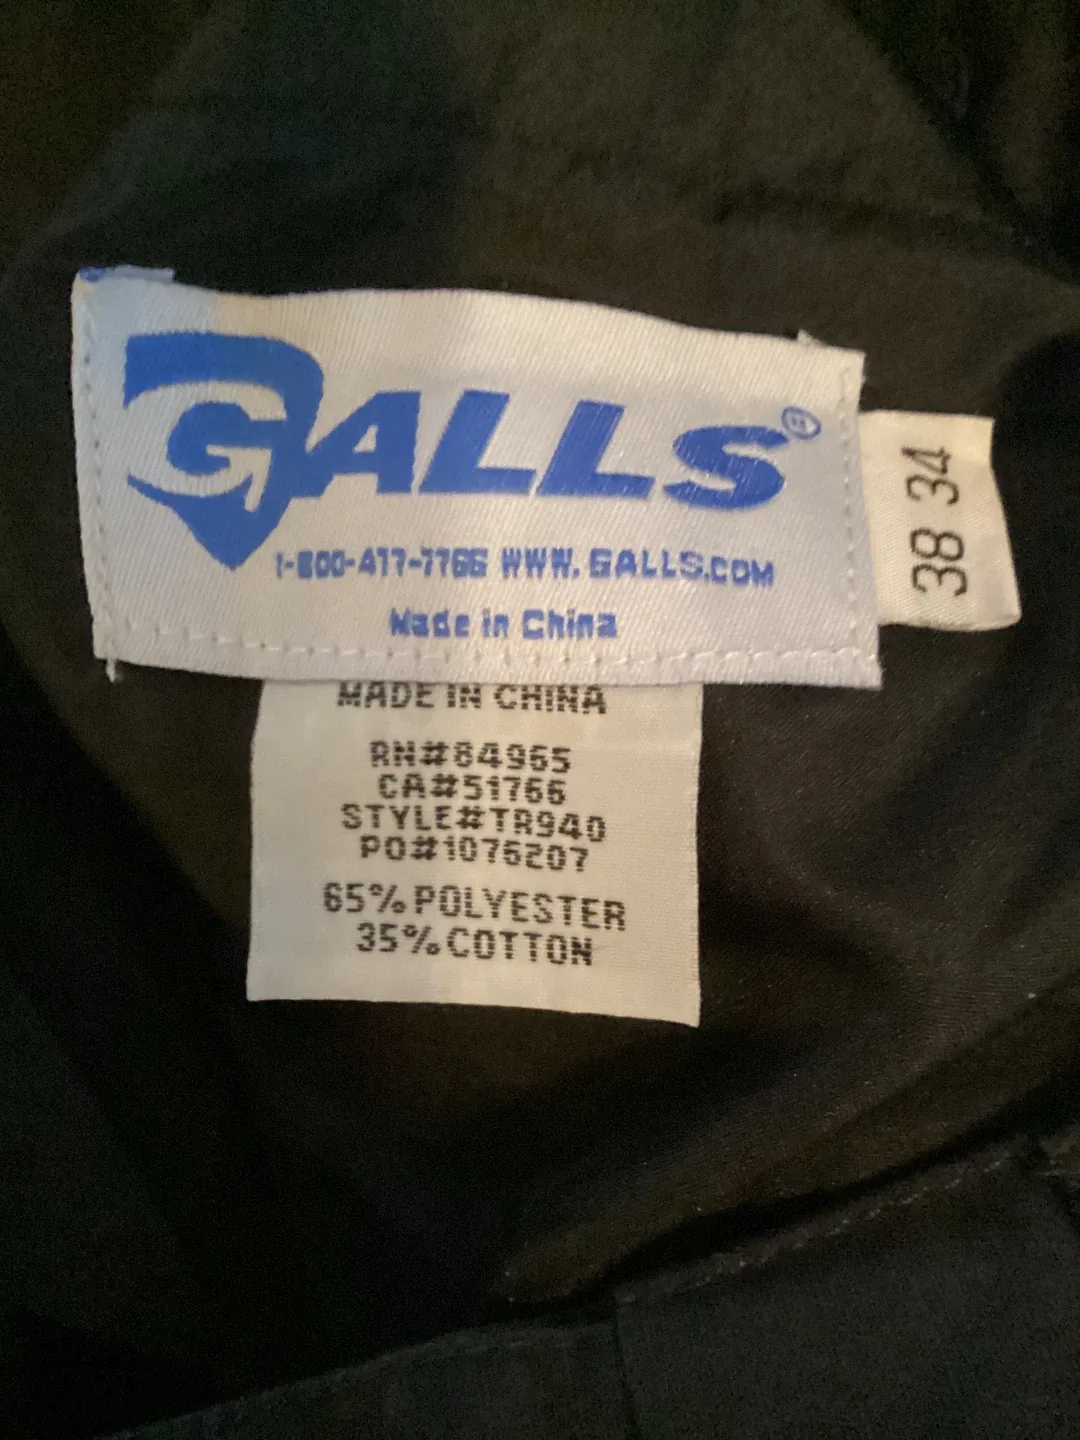 GALLS®
1-800-477-7766 WWW.GALLS.COM
Made in China
38 34
MADE IN CHINA
RN#84965
CA#51766
STYLE#TR940
PO#1076207
65% POLYESTER
35% COTTON